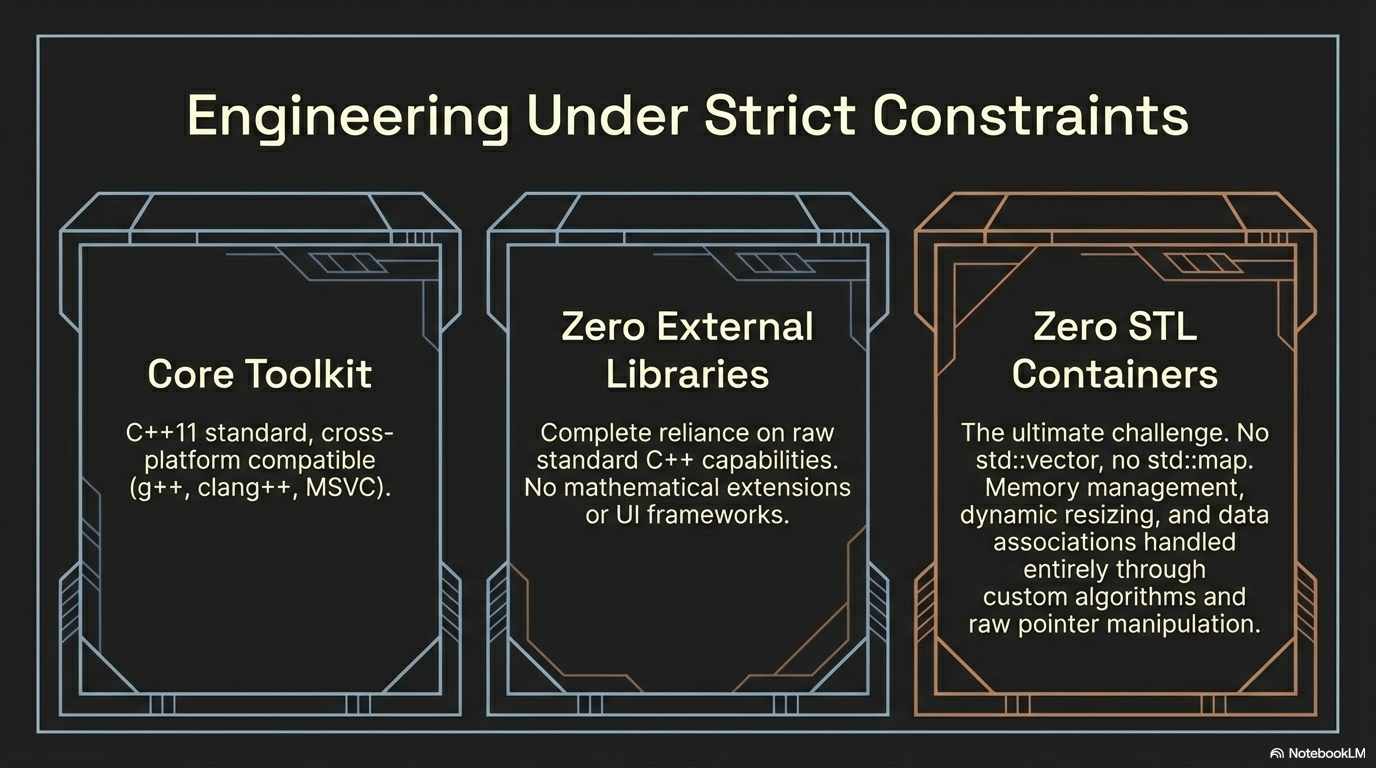 Engineering Under Strict Constraints
Core Toolkit
C++11 standard, cross-
platform compatible
(g++, clang++, MSVC).
Zero External
Libraries
Complete reliance on raw
standard C++ capabilities.
No mathematical extensions
or UI frameworks.
Zero STL
Containers
The ultimate challenge. No
std::vector, no std::map.
Memory management,
dynamic resizing, and data
associations handled
entirely through
custom algorithms and
raw pointer manipulation.
NotebookLM